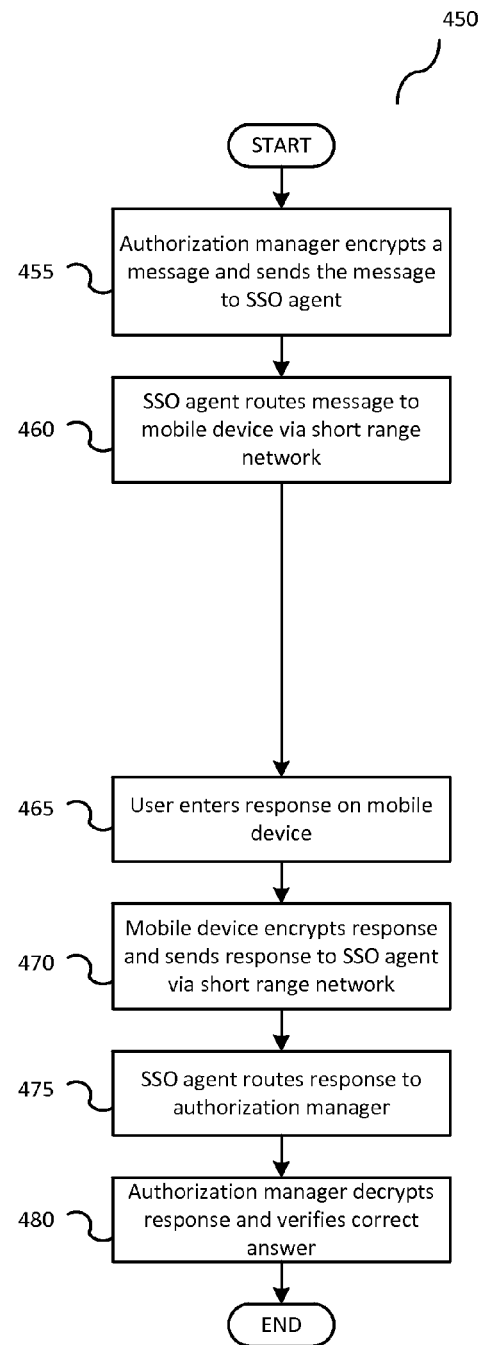 450
START
455
Authorization manager encrypts a
message and sends the message
to SSO agent
460
SSO agent routes message to
mobile device via short range
network
465
User enters response on mobile
device
470
Mobile device encrypts response
and sends response to SSO agent
via short range network
475
SSO agent routes response to
authorization manager
480
Authorization manager decrypts
response and verifies correct
answer
END